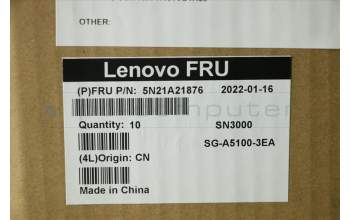 OTHER:
Lenovo FRU
(P)FRU P/N: 5N21A21876 2022-01-16
Quantity: 10 SN3000
SG-A5100-3EA
(4L)Origin: CN
Made in China